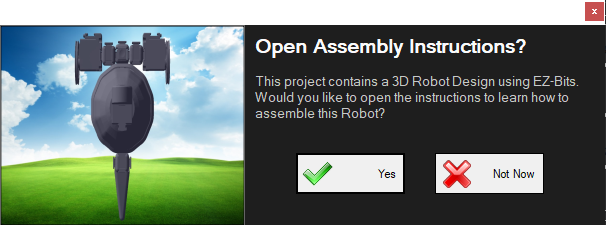 x
Open Assembly Instructions?
This project contains a 3D Robot Design using EZ-Bits.
Would you like to open the instructions to learn how to
assemble this Robot?
Yes
Not Now